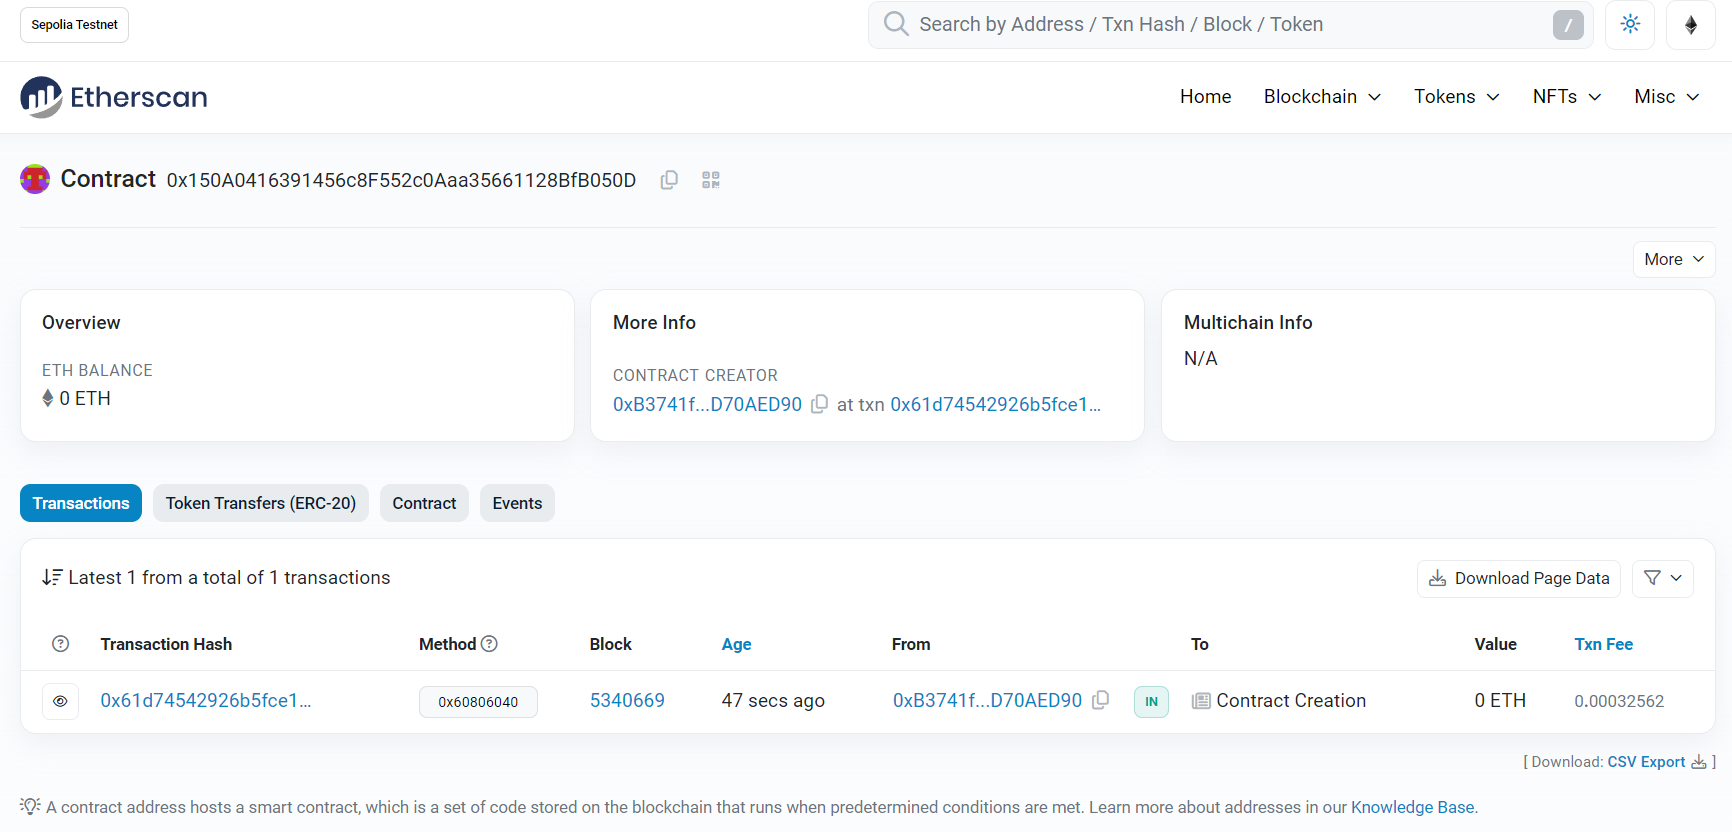 Sepolia Testnet
Search by Address / Txn Hash / Block / Token /
Etherscan
Home Blockchain Tokens NFTs Misc
Contract 0x150A0416391456c8F552c0Aaa35661128BfB050D
More
Overview
ETH BALANCE
0 ETH
More Info
CONTRACT CREATOR
0xB3741f...D70AED90 at txn 0x61d74542926b5fce1...
Multichain Info
N/A
Transactions Token Transfers (ERC-20) Contract Events
Latest 1 from a total of 1 transactions
Download Page Data
Transaction Hash Method Block Age From To Value Txn Fee
0x61d74542926b5fce1... 0x60806040 5340669 47 secs ago 0xB3741f...D70AED90 IN Contract Creation 0 ETH 0.00032562
[ Download: CSV Export ]
A contract address hosts a smart contract, which is a set of code stored on the blockchain that runs when predetermined conditions are met. Learn more about addresses in our Knowledge Base.